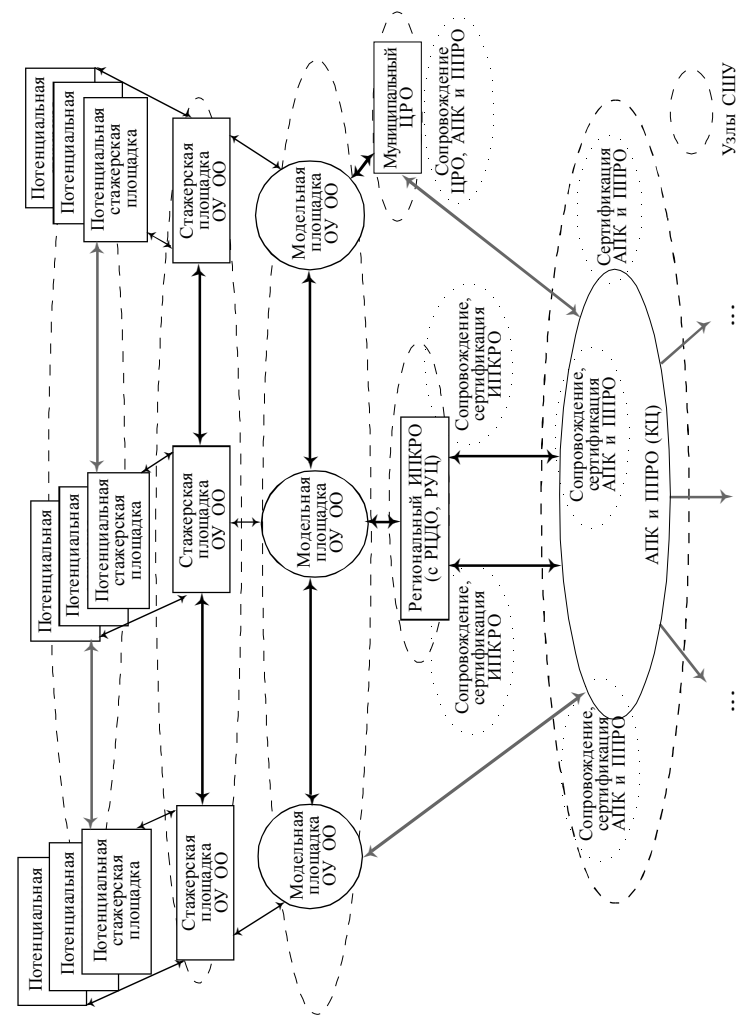 Потенциальная
Потенциальная
Потенциальная
стажерская
площадка
Потенциальная
Потенциальная
Потенциальная
стажерская
площадка
Потенциальная
Потенциальная
Потенциальная
стажерская
площадка
Стажерская
площадка
ОУ ОО
Стажерская
площадка
ОУ ОО
Стажерская
площадка
ОУ ОО
Модельная
площадка
ОУ ОО
Модельная
площадка
ОУ ОО
Модельная
площадка
ОУ ОО
Муниципальный
ЦРО
Сопровождение
ЦРО, АПК и ППРО
Региональный ИПКРО
(с РЦДО, РУЦ)
Сопровождение,
сертификация
ИПКРО
Сопровождение,
сертификация
ИПКРО
Сопровождение,
сертификация
АПК и ППРО
Сопровождение,
сертификация
АПК и ППРО
Сертификация
АПК и ППРО
АПК и ППРО (КЦ)
...
...
Узлы СШУ